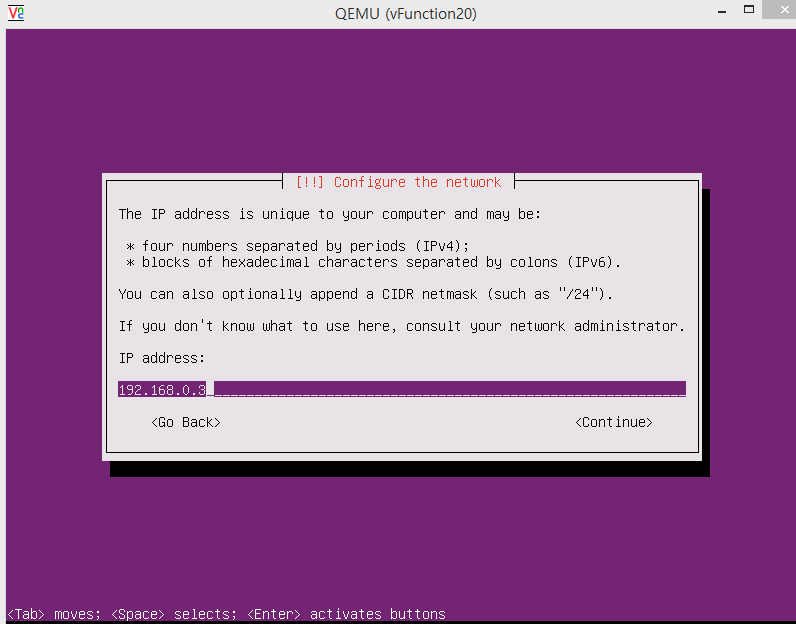 QEMU (vFunction20)
[!!] Configure the network
The IP address is unique to your computer and may be:
* four numbers separated by periods (IPv4);
* blocks of hexadecimal characters separated by colons (IPv6).
You can also optionally append a CIDR netmask (such as "/24").
If you don't know what to use here, consult your network administrator.
IP address:
192.168.0.3
<Go Back> <Continue>
<Tab> moves; <Space> selects; <Enter> activates buttons